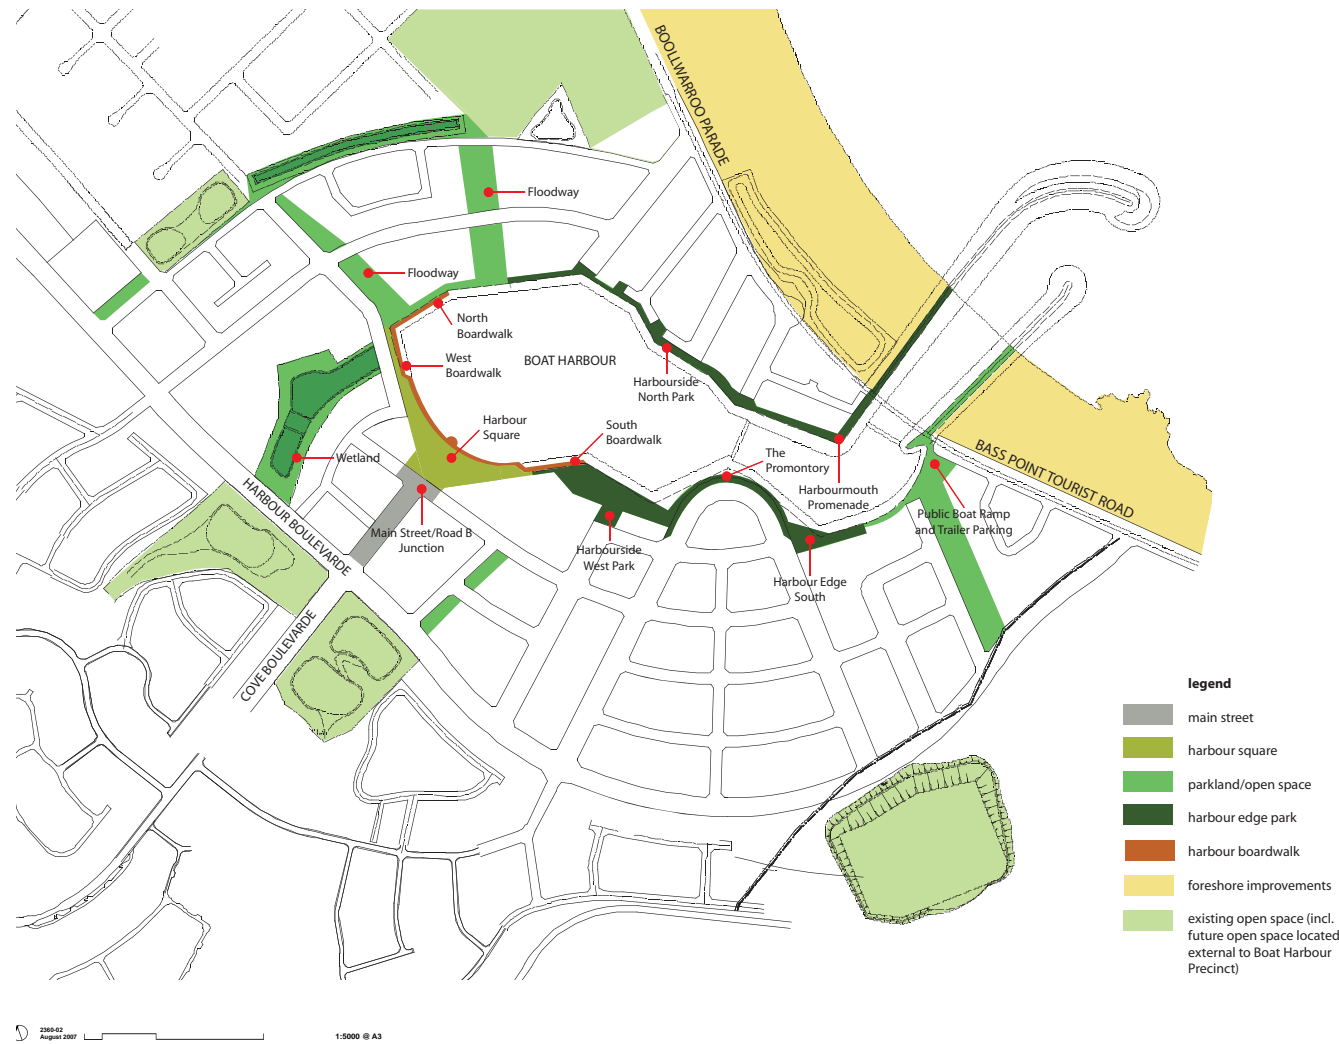 BOOLLWARROO PARADE
Floodway
Floodway
North
Boardwalk
West
Boardwalk
BOAT HARBOUR
Harbourside
North Park
Harbour
Square
South
Boardwalk
The
Promontory
Harbourmouth
Promenade
BASS POINT TOURIST ROAD
Wetland
HARBOUR BOULEVARDE
Main Street/Road B
Junction
Harbourside
West Park
Public Boat Ramp
and Trailer Parking
Harbour Edge
South
COVE BOULEVARDE
legend
main street
harbour square
parkland/open space
harbour edge park
harbour boardwalk
foreshore improvements
existing open space (incl.
future open space located
external to Boat Harbour
Precinct)
2360-02
August 2007
1:5000 @ A3